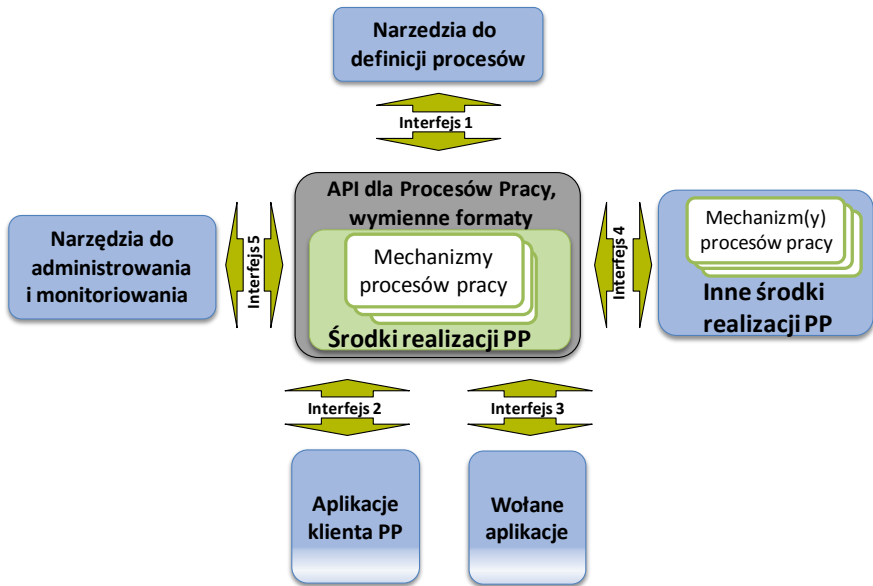 Narzedzia do
definicji procesów
Interfejs 1
API dla Procesów Pracy,
wymienne formaty
Mechanizmy
procesów pracy
Środki realizacji PP
Narzędzia do
administrowania
i monitoriowania
Interfejs 5
Interfejs 4
Mechanizm(y)
procesów pracy
Inne środki
realizacji PP
Interfejs 2
Interfejs 3
Aplikacje
klienta PP
Wołane
aplikacje